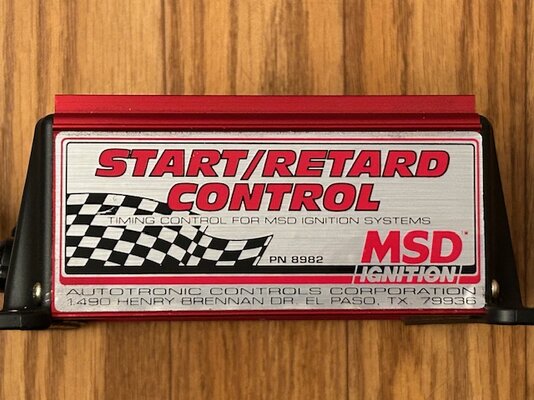 START/RETARD
CONTROL
TIMING CONTROL FOR MSD IGNITION SYSTEMS
PN 8982
MSD™
IGNITION
AUTOTRONIC CONTROLS CORPORATION
1490 HENRY BRENNAN DR. EL PASO, TX. 79936